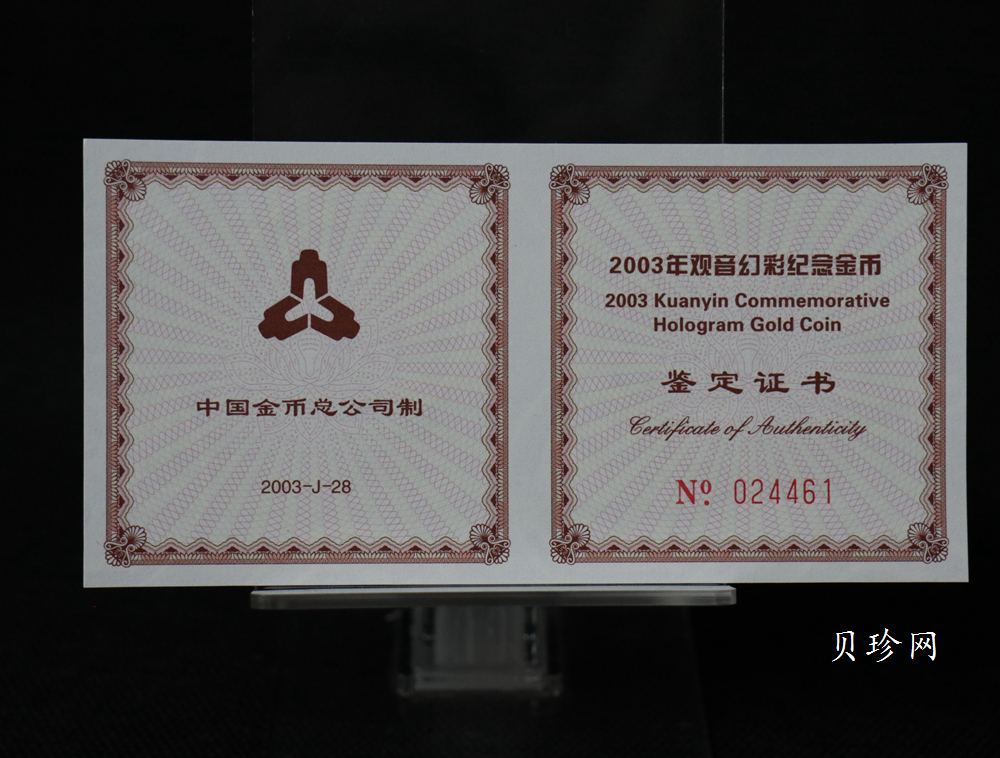 中国金币总公司制
2003-J-28
2003年观音幻彩纪念金币
2003 Kuanyin Commemorative
Hologram Gold Coin
鉴定证书
Certificate of Authenticity
Nº 024461
贝珍网